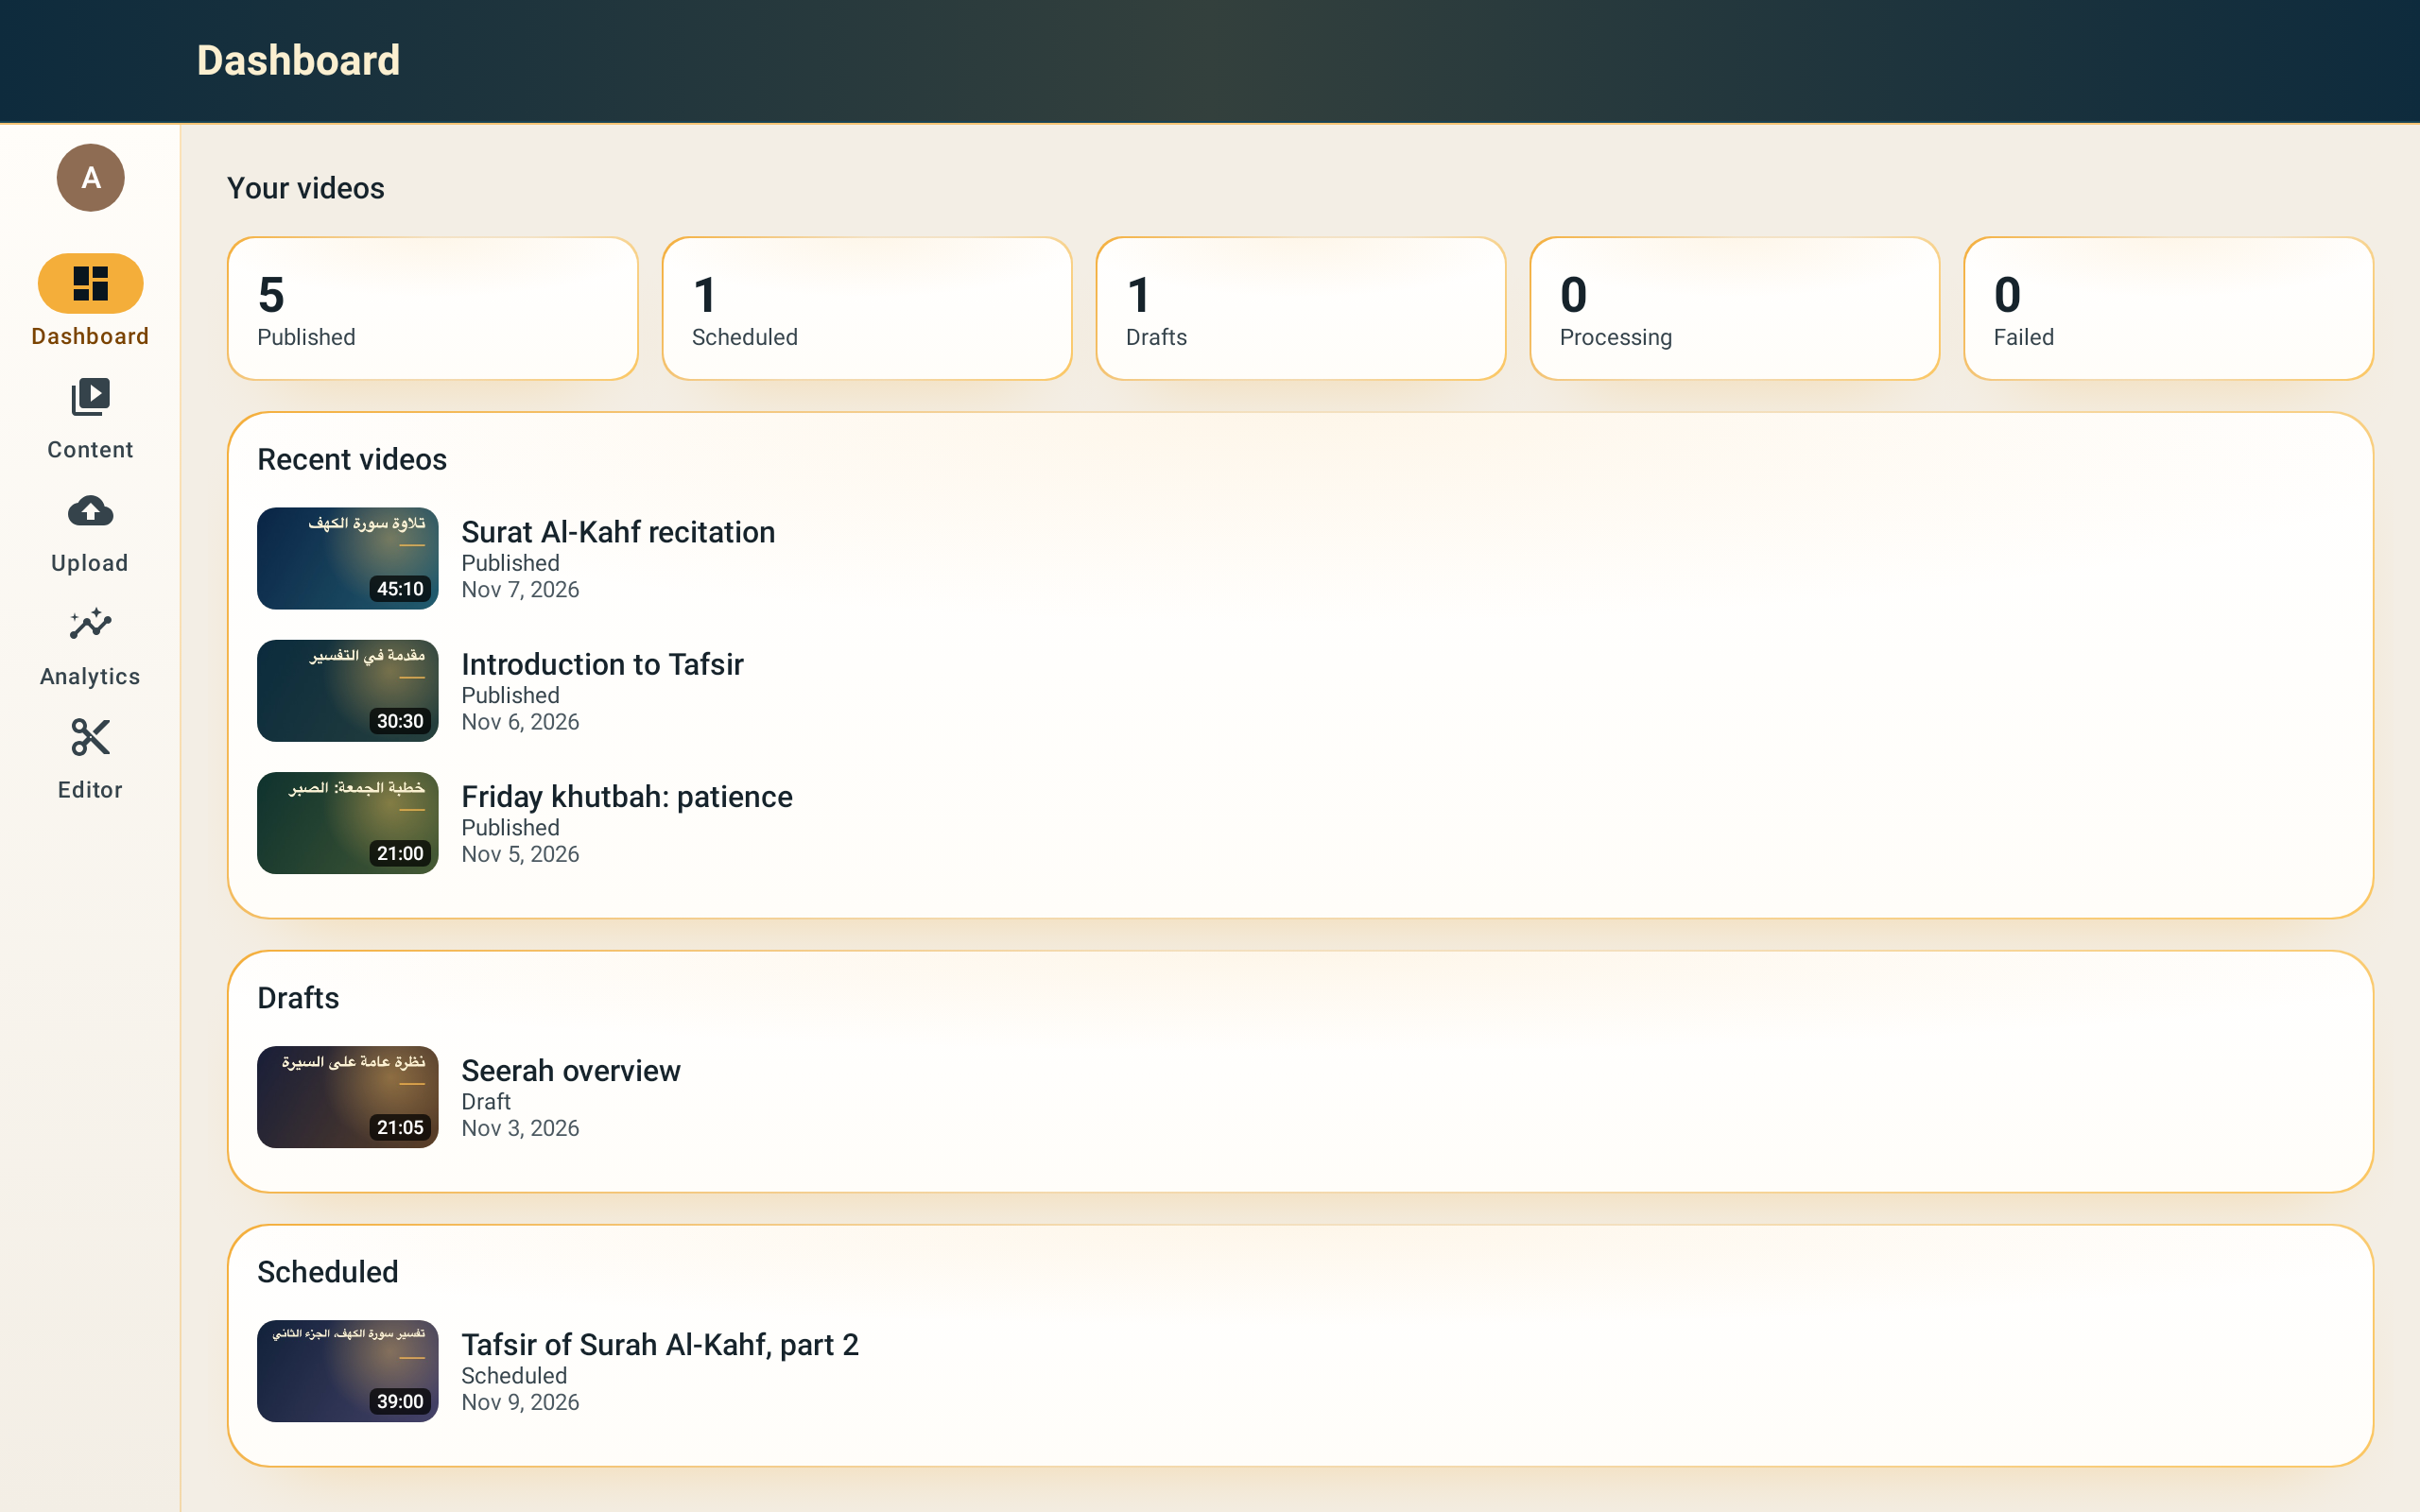 Dashboard
A
Dashboard
Content
Upload
Analytics
Editor
Your videos
5
Published
1
Scheduled
1
Drafts
0
Processing
0
Failed
Recent videos
تلاوة سورة الكهف
45:10
Surat Al-Kahf recitation
Published
Nov 7, 2026
مقدمة في التفسير
30:30
Introduction to Tafsir
Published
Nov 6, 2026
خطبة الجمعة: الصبر
21:00
Friday khutbah: patience
Published
Nov 5, 2026
Drafts
نظرة عامة على السيرة
21:05
Seerah overview
Draft
Nov 3, 2026
Scheduled
تفسير سورة الكهف، الجزء الثاني
39:00
Tafsir of Surah Al-Kahf, part 2
Scheduled
Nov 9, 2026